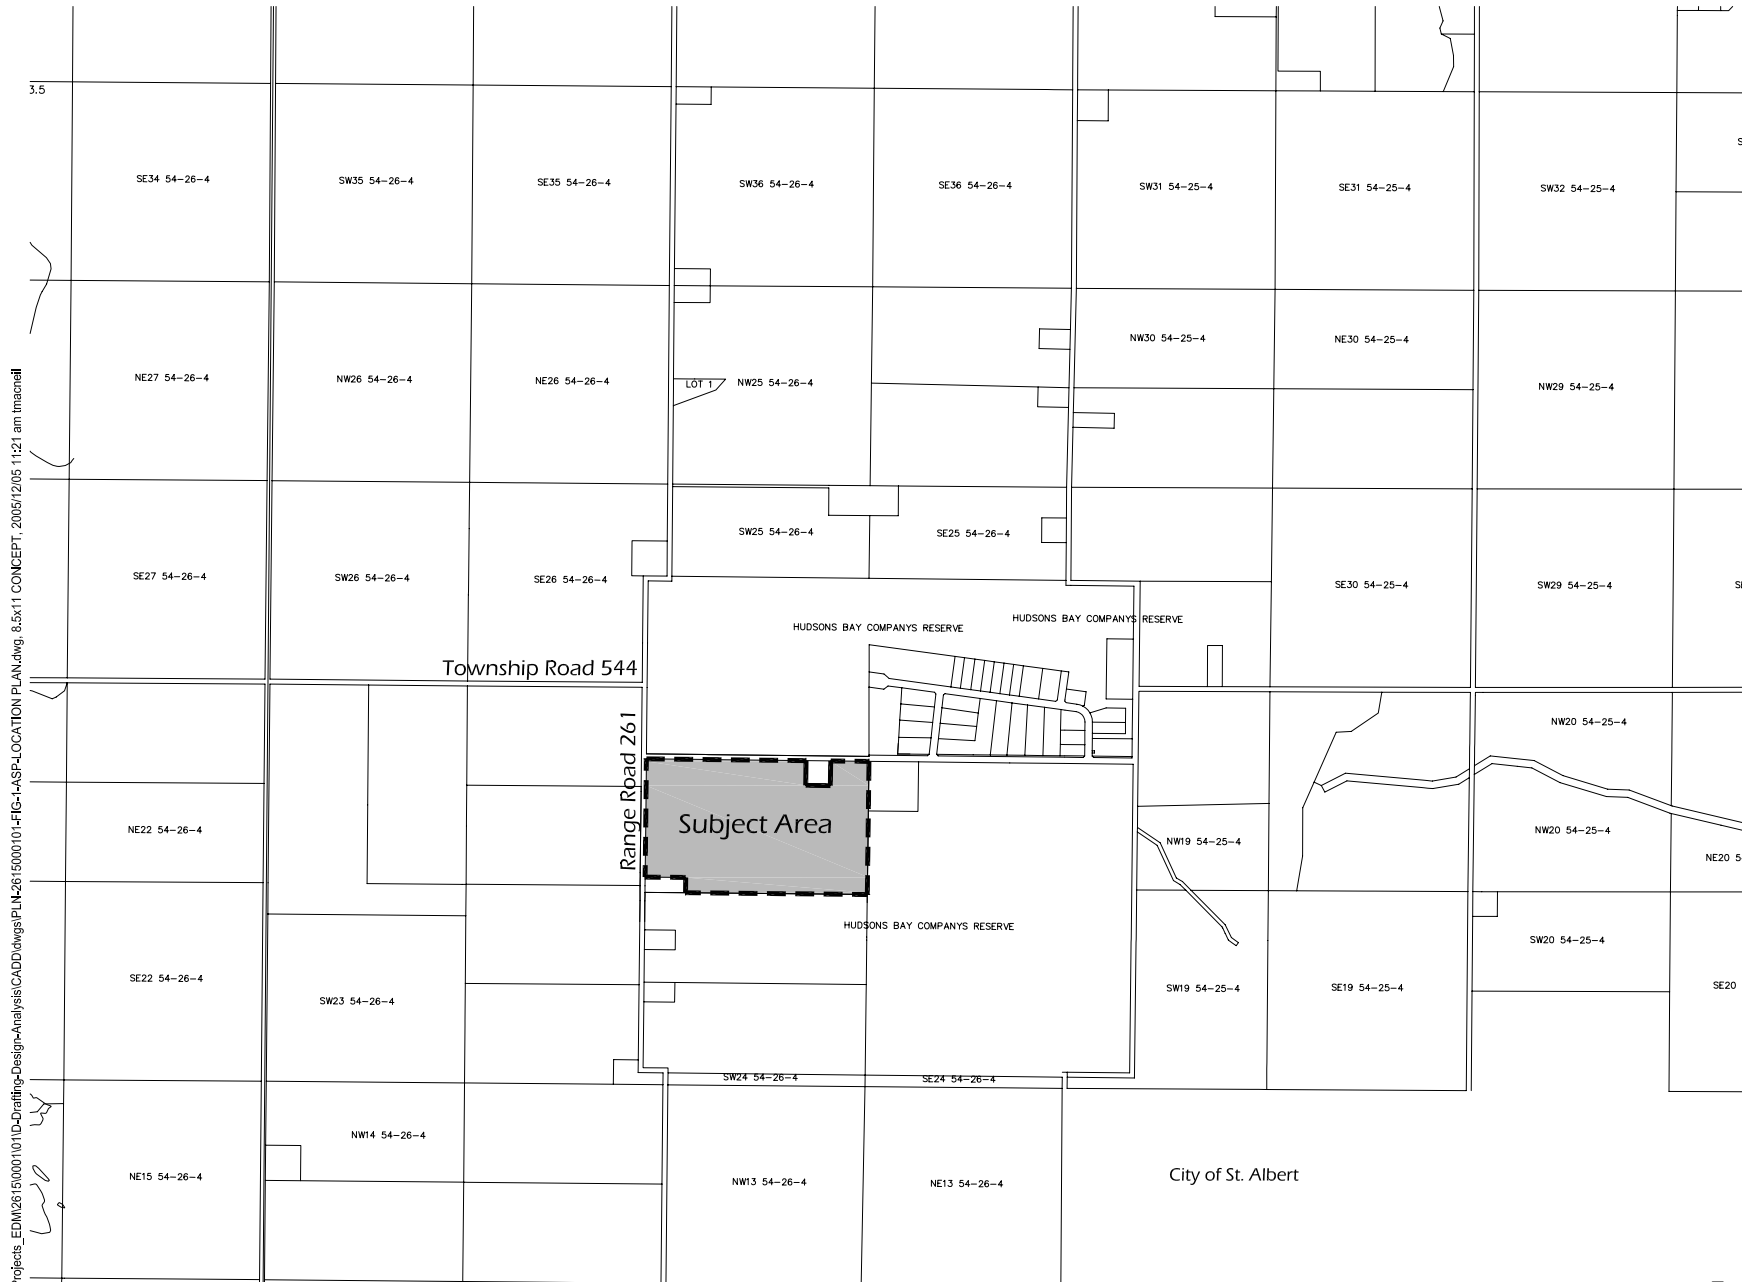 3.5
SE34 54-26-4
SW35 54-26-4
SE35 54-26-4
SW36 54-26-4
SE36 54-26-4
SW31 54-25-4
SE31 54-25-4
SW32 54-25-4
NW30 54-25-4
NE30 54-25-4
NE27 54-26-4
NW26 54-26-4
NE26 54-26-4
LOT 1
NW25 54-26-4
NW29 54-25-4
SW25 54-26-4
SE25 54-26-4
SE27 54-26-4
SW26 54-26-4
SE26 54-26-4
SE30 54-25-4
SW29 54-25-4
HUDSONS BAY COMPANYS RESERVE
HUDSONS BAY COMPANYS RESERVE
Township Road 544
Range Road 261
NW20 54-25-4
Subject Area
NE22 54-26-4
NW19 54-25-4
NW20 54-25-4
NE20 5
HUDSONS BAY COMPANYS RESERVE
SW20 54-25-4
SE22 54-26-4
SW23 54-26-4
SW19 54-25-4
SE19 54-25-4
SE20
SW24 54-26-4
SE24 54-26-4
NW14 54-26-4
NE15 54-26-4
NW13 54-26-4
NE13 54-26-4
City of St. Albert
rojects_EDM\2615\0001\01\D-Drafting-Design-Analysis\CADD\dwgs\PLN-2615000101-FIG-1-ASP-LOCATION PLAN.dwg, 8.5x11 CONCEPT, 2005/12/05 11:21 am tmacneil